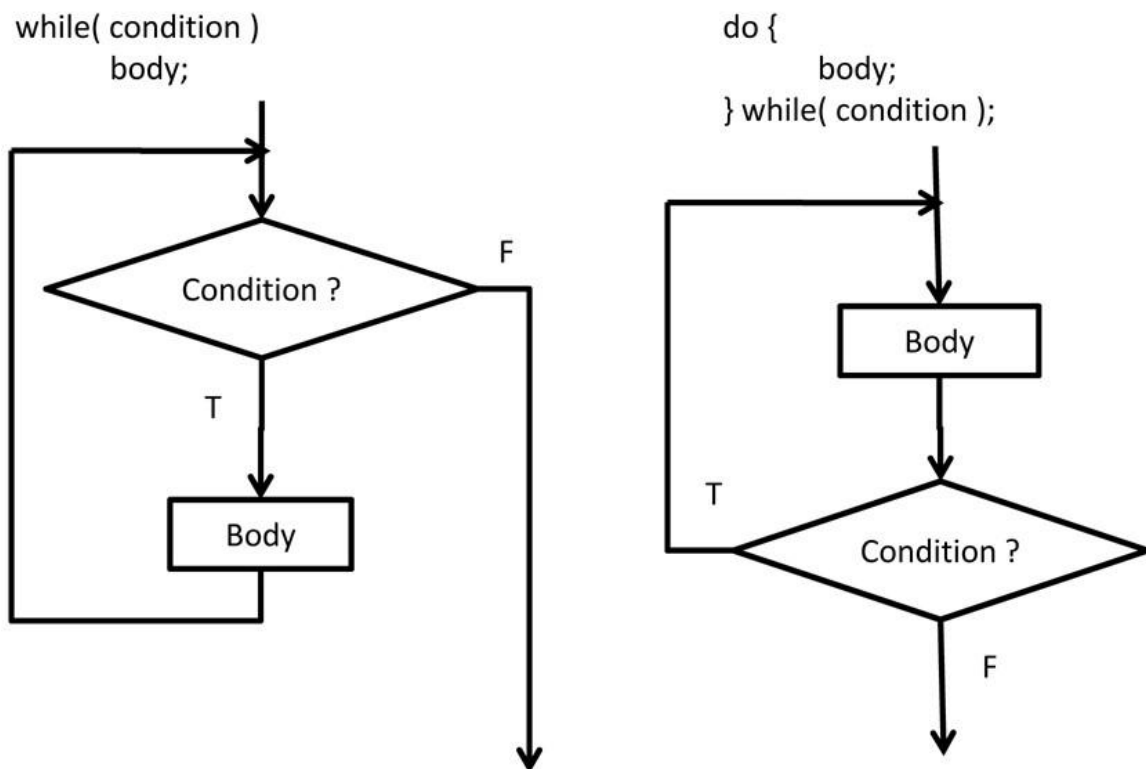 while( condition )
body;
F
Condition ?
T
Body
do {
body;
} while( condition );
Body
T
Condition ?
F